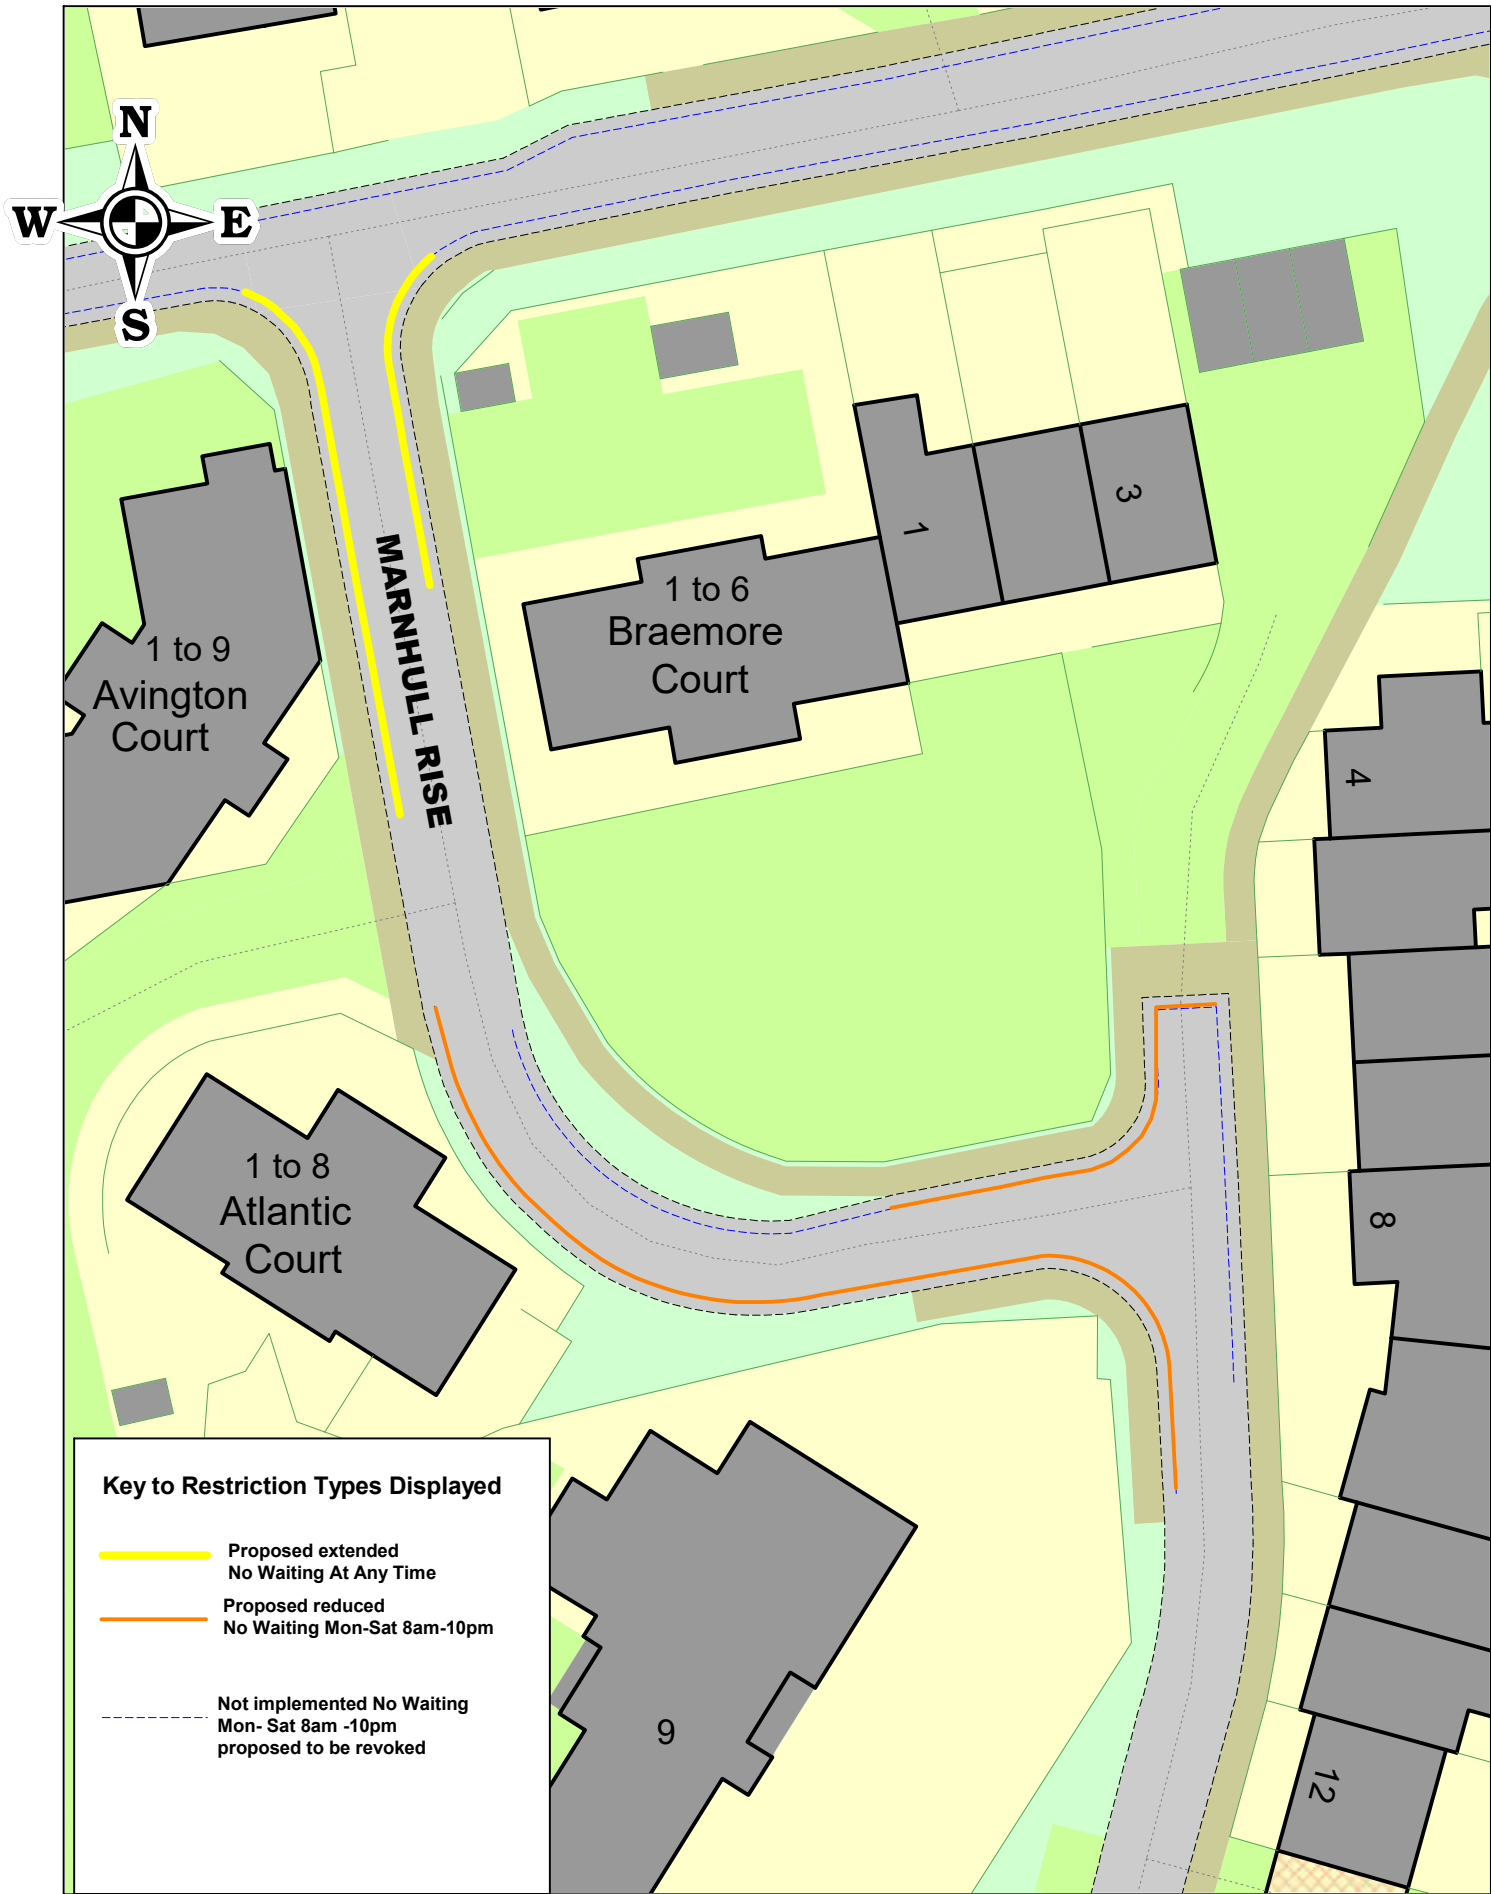 N
W
E
S
3
1
1 to 6
Braemore
Court
MARNHULL RISE
1 to 9
Avington
Court
4
1 to 8
Atlantic
Court
8
Key to Restriction Types Displayed
Proposed extended
No Waiting At Any Time
Proposed reduced
No Waiting Mon-Sat 8am-10pm
Not implemented No Waiting
Mon- Sat 8am -10pm
proposed to be revoked
9
12